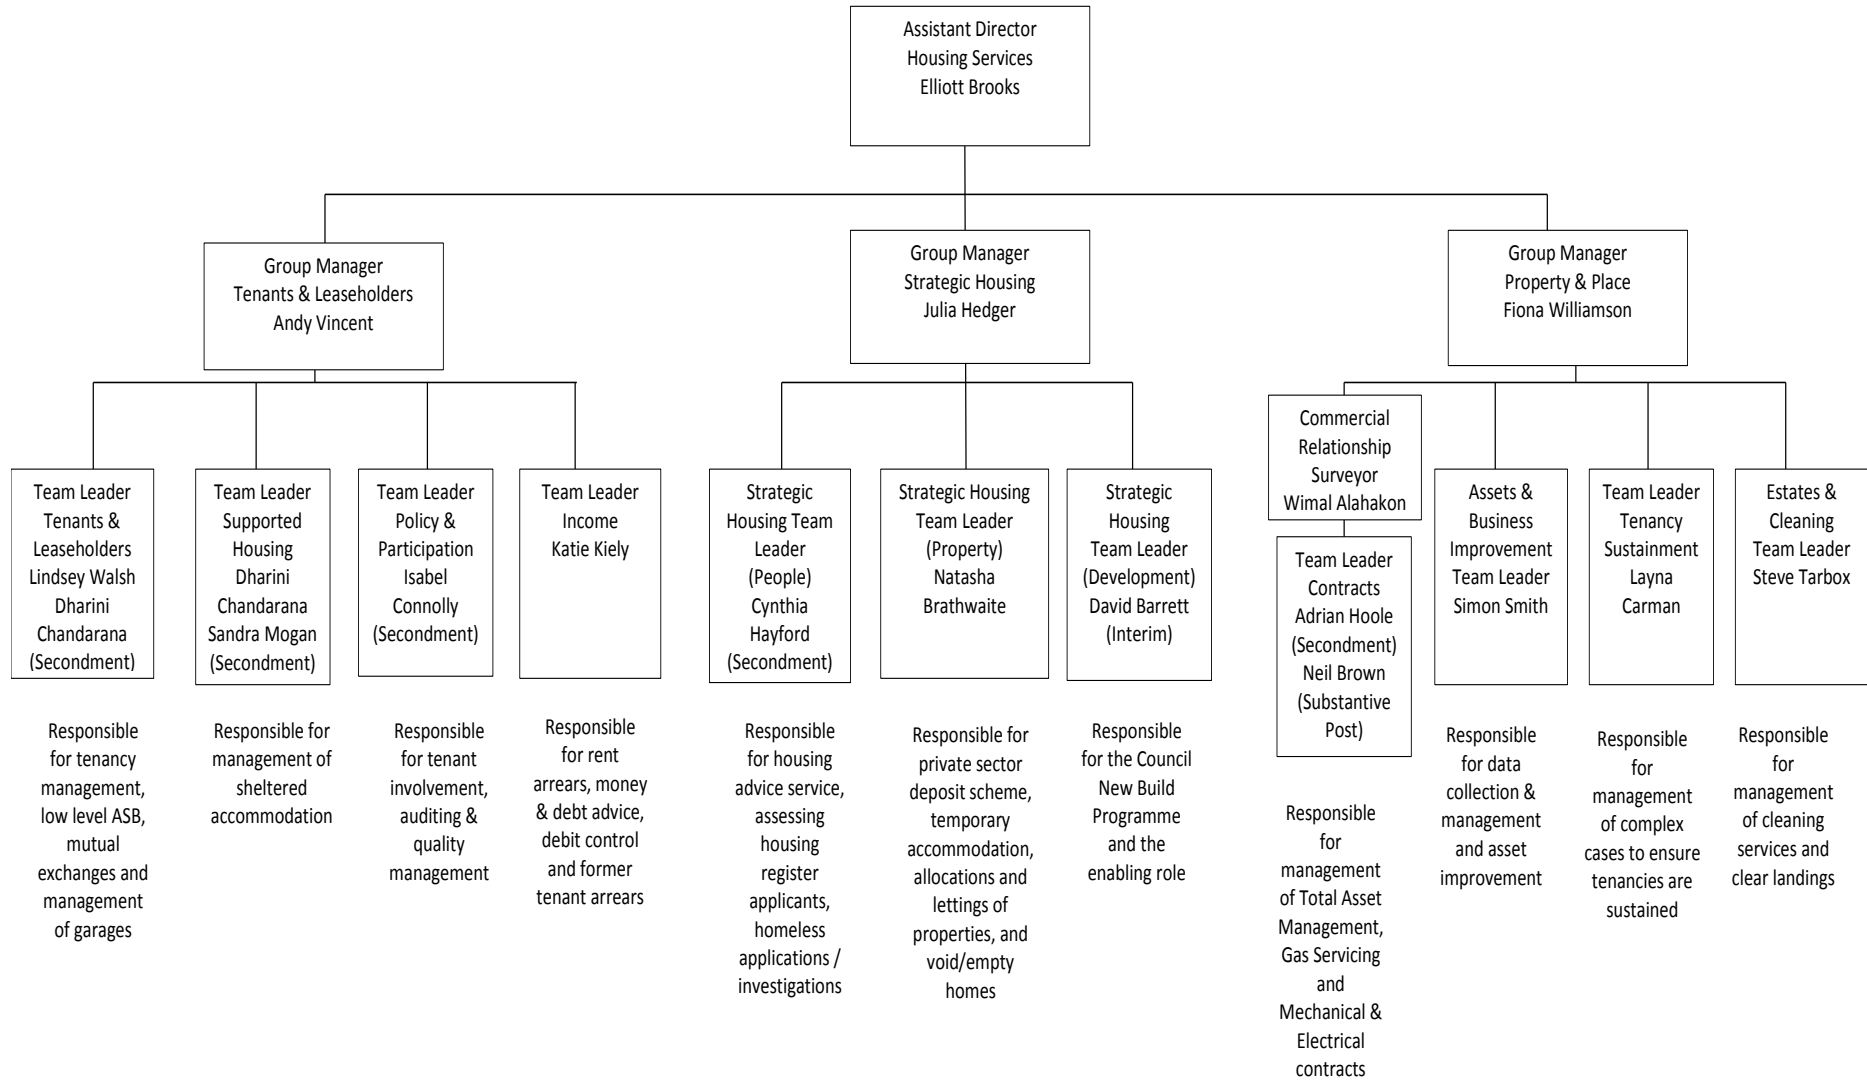 Assistant Director
Housing Services
Elliott Brooks
Group Manager
Tenants & Leaseholders
Andy Vincent
Group Manager
Strategic Housing
Julia Hedger
Group Manager
Property & Place
Fiona Williamson
Team Leader
Tenants &
Leaseholders
Lindsey Walsh
Dharini
Chandarana
(Secondment)
Team Leader
Supported
Housing
Dharini
Chandarana
Sandra Mogan
(Secondment)
Team Leader
Policy &
Participation
Isabel
Connolly
(Secondment)
Team Leader
Income
Katie Kiely
Strategic
Housing Team
Leader
(People)
Cynthia
Hayford
(Secondment)
Strategic Housing
Team Leader
(Property)
Natasha
Brathwaite
Strategic
Housing
Team Leader
(Development)
David Barrett
(Interim)
Commercial
Relationship
Surveyor
Wimal Alahakon
Team Leader
Contracts
Adrian Hoole
(Secondment)
Neil Brown
(Substantive
Post)
Assets &
Business
Improvement
Team Leader
Simon Smith
Team Leader
Tenancy
Sustainment
Layna
Carman
Estates &
Cleaning
Team Leader
Steve Tarbox
Responsible
for tenancy
management,
low level ASB,
mutual
exchanges and
management
of garages
Responsible for
management of
sheltered
accommodation
Responsible
for tenant
involvement,
auditing &
quality
management
Responsible
for rent
arrears, money
& debt advice,
debit control
and former
tenant arrears
Responsible
for housing
advice service,
assessing
housing
register
applicants,
homeless
applications /
investigations
Responsible for
private sector
deposit scheme,
temporary
accommodation,
allocations and
lettings of
properties, and
void/empty
homes
Responsible
for the Council
New Build
Programme
and the
enabling role
Responsible
for
management
of Total Asset
Management,
Gas Servicing
and
Mechanical &
Electrical
contracts
Responsible
for data
collection &
management
and asset
improvement
Responsible
for
management
of complex
cases to ensure
tenancies are
sustained
Responsible
for
management
of cleaning
services and
clear landings